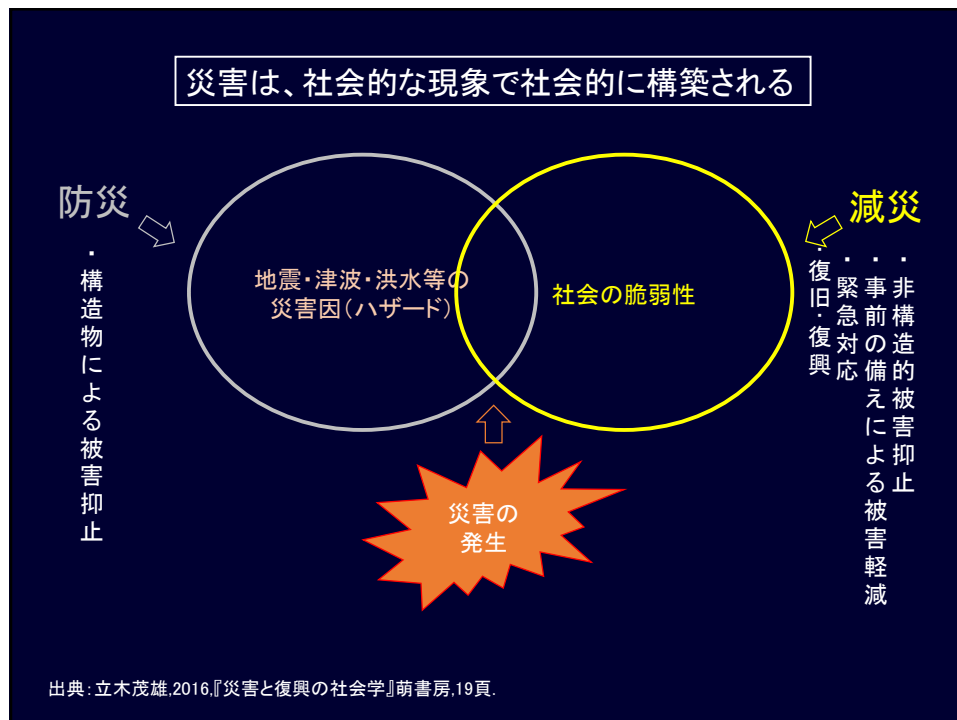 災害は、社会的な現象で社会的に構築される
防災
・構造物による被害抑止
地震・津波・洪水等の
災害因(ハザード)
社会の脆弱性
減災
・非構造的被害抑止
・事前の備えによる被害軽減
・緊急対応
・復旧・復興
災害の
発生
出典:立木茂雄,2016,『災害と復興の社会学』萌書房,19頁.